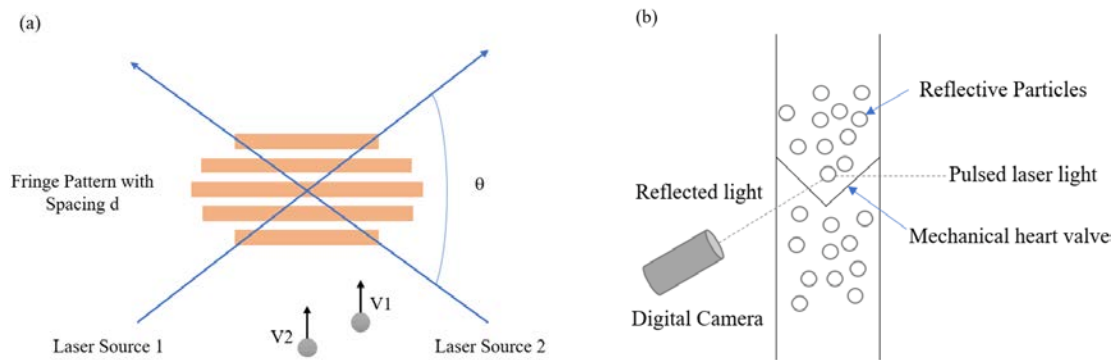 (a)
Fringe Pattern with
Spacing d
θ
V1
V2
Laser Source 1
Laser Source 2
(b)
Reflective Particles
Pulsed laser light
Reflected light
Mechanical heart valve
Digital Camera